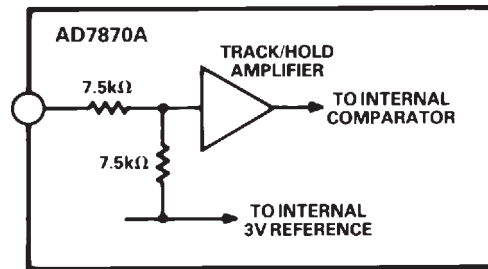 AD7870A
TRACK/HOLD
AMPLIFIER
7.5kΩ
TO INTERNAL
COMPARATOR
7.5kΩ
TO INTERNAL
3V REFERENCE